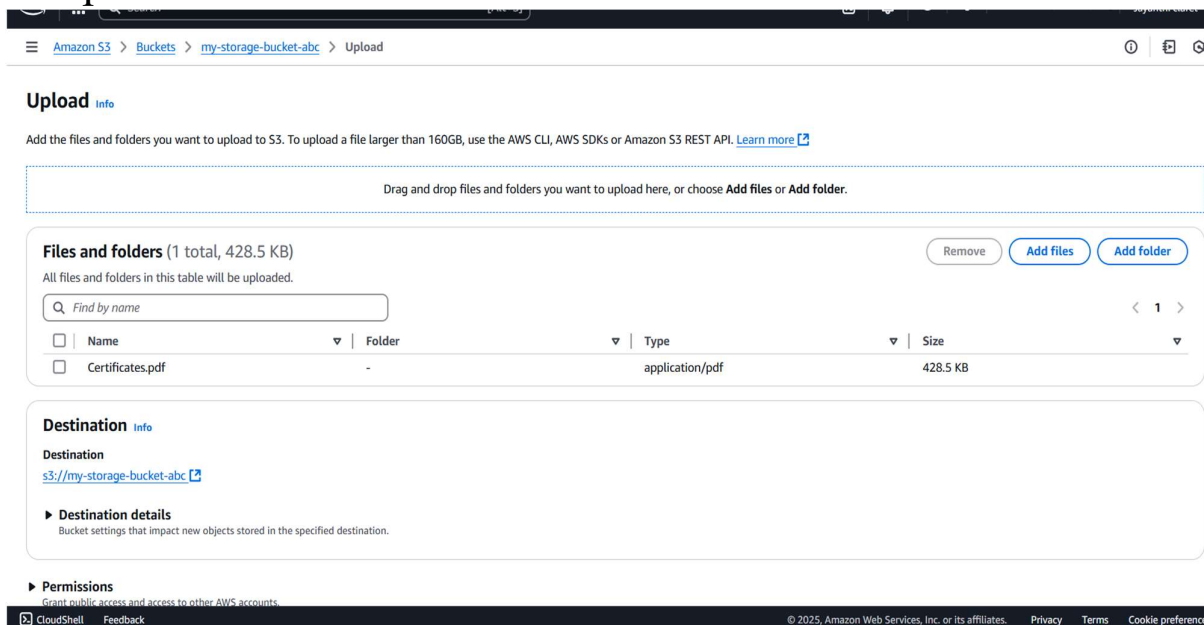 Amazon S3 > Buckets > my-storage-bucket-abc > Upload
Upload Info
Add the files and folders you want to upload to S3. To upload a file larger than 160GB, use the AWS CLI, AWS SDKs or Amazon S3 REST API. Learn more
Drag and drop files and folders you want to upload here, or choose Add files or Add folder.
Files and folders (1 total, 428.5 KB) Remove Add files Add folder
All files and folders in this table will be uploaded.
Find by name < 1 >
Name Folder Type Size
Certificates.pdf - application/pdf 428.5 KB
Destination Info
Destination
s3://my-storage-bucket-abc
Destination details
Bucket settings that impact new objects stored in the specified destination.
Permissions
Grant public access and access to other AWS accounts.
CloudShell Feedback © 2025, Amazon Web Services, Inc. or its affiliates. Privacy Terms Cookie